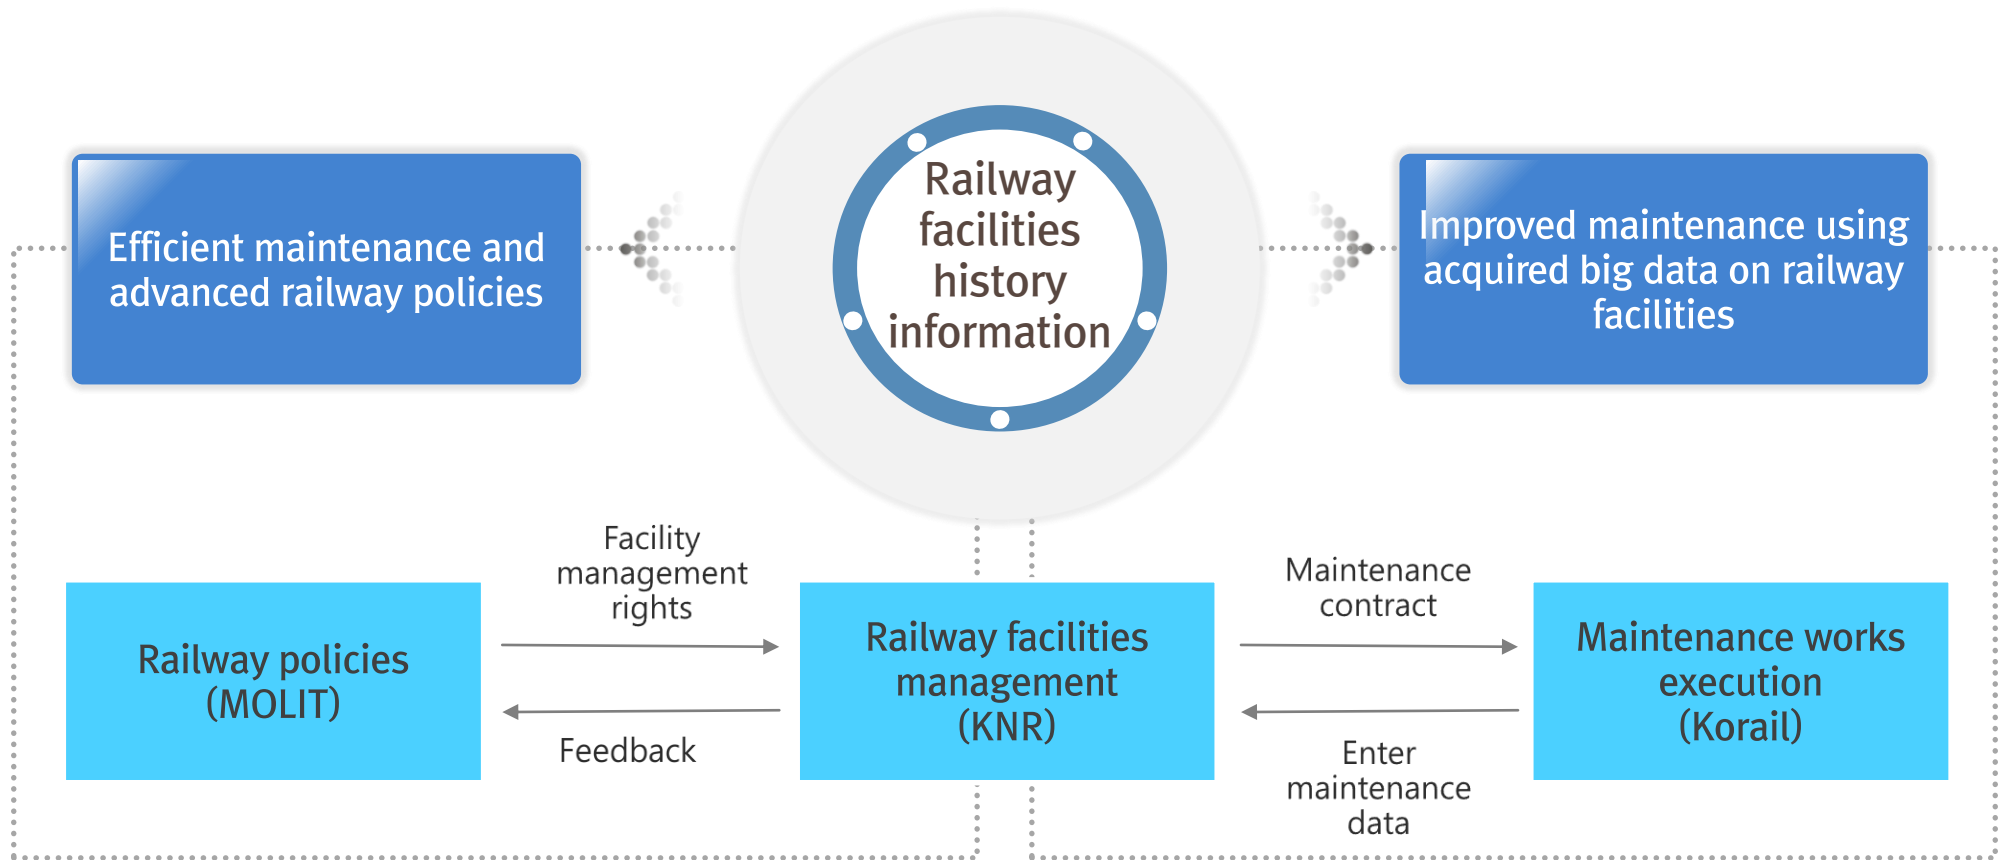 Railway
facilities
history
information
Efficient maintenance and
advanced railway policies
Improved maintenance using
acquired big data on railway
facilities
Facility
management
rights
Maintenance
contract
Railway policies
(MOLIT)
Railway facilities
management
(KNR)
Maintenance works
execution
(Korail)
Feedback
Enter
maintenance
data